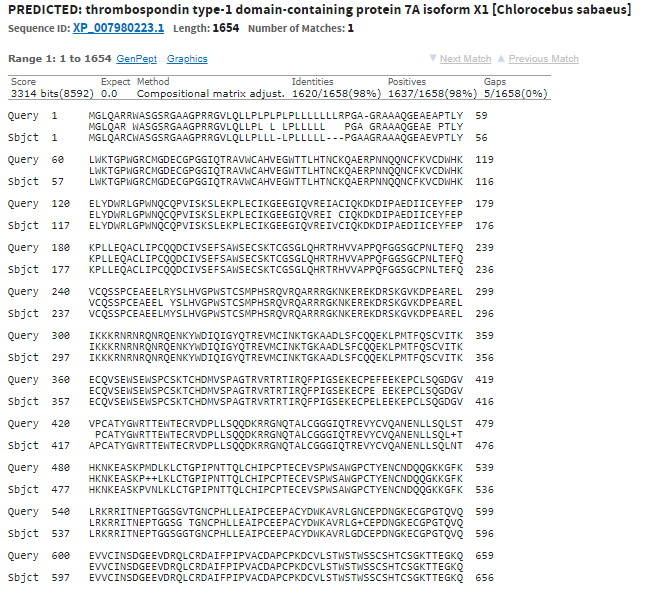 PREDICTED: thrombospondin type-1 domain-containing protein 7A isoform X1 [Chlorocebus sabaeus]
Sequence ID: XP_007980223.1 Length: 1654 Number of Matches: 1
Range 1: 1 to 1654 GenPept Graphics ▼ Next Match ▲ Previous Match
Score Expect Method Identities Positives Gaps
3314 bits(8592) 0.0 Compositional matrix adjust. 1620/1658(98%) 1637/1658(98%) 5/1658(0%)
Query 1 MGLQARRWASGSRGAAGPRRGVLQLLPLPLPLPLLLLLLLRPGA-GRAAAQGEAEAPTLY 59
MGLQAR WASGSRGAAGPRRGVLQLLPL L LPLLLLL PGA GRAAAQGEAE PTLY
Sbjct 1 MGLQARCWASGSRGAAGPRRGVLQLLPLLL-LPLLLLL---PGAAGRAAAQGEAEVPTLY 56
Query 60 LWKTGPWGRCMGDECGPGGIQTRAVWCAHVEGWTTLHTNCKQAERPNNQQNCFKVCDWHK 119
LWKTGPWGRCMGDECGPGGIQTRAVWCAHVEGWTTLHTNCKQAERPNNQQNCFKVCDWHK
Sbjct 57 LWKTGPWGRCMGDECGPGGIQTRAVWCAHVEGWTTLHTNCKQAERPNNQQNCFKVCDWHK 116
Query 120 ELYDWRLGPWNQCQPVISKSLEKPLECIKGEEGIQVREIACIQKDKDIPAEDIICEYFEP 179
ELYDWRLGPWNQCQPVISKSLEKPLECIKGEEGIQVREI CIQKDKDIPAEDIICEYFEP
Sbjct 117 ELYDWRLGPWNQCQPVISKSLEKPLECIKGEEGIQVREIVCIQKDKDIPAEDIICEYFEP 176
Query 180 KPLLEQACLIPCQQDCIVSEFSAWSECSKTCGSGLQHRTRHVVAPPQFGGSGCPNLTEFQ 239
KPLLEQACLIPCQQDCIVSEFSAWSECSKTCGSGLQHRTRHVVAPPQFGGSGCPNLTEFQ
Sbjct 177 KPLLEQACLIPCQQDCIVSEFSAWSECSKTCGSGLQHRTRHVVAPPQFGGSGCPNLTEFQ 236
Query 240 VCQSSPCEAEELRYSLHVGPWSTCSMPHSRQVRQARRRGKNKEREKDRSKGVKDPEAREL 299
VCQSSPCEAEEL YSLHVGPWSTCSMPHSRQVRQARRRGKNKEREKDRSKGVKDPEAREL
Sbjct 237 VCQSSPCEAEELMYSLHVGPWSTCSMPHSRQVRQARRRGKNKEREKDRSKGVKDPEAREL 296
Query 300 IKKKRNRNRQNRQENKYWDIQIGYQTREVMCINKTGKAADLSFCQQEKLPMTFQSCVITK 359
IKKKRNRNRQNRQENKYWDIQIGYQTREVMCINKTGKAADLSFCQQEKLPMTFQSCVITK
Sbjct 297 IKKKRNRNRQNRQENKYWDIQIGYQTREVMCINKTGKAADLSFCQQEKLPMTFQSCVITK 356
Query 360 ECQVSEWSEWSPCSKTCHDMVSPAGTRVRTRTIRQFPIGSEKECPEFEEKEPCLSQGDGV 419
ECQVSEWSEWSPCSKTCHDMVSPAGTRVRTRTIRQFPIGSEKECPE EEKEPCLSQGDGV
Sbjct 357 ECQVSEWSEWSPCSKTCHDMVSPAGTRVRTRTIRQFPIGSEKECPELEEKEPCLSQGDGV 416
Query 420 VPCATYGWRTTEWTECRVDPLLSQQDKRRGNQTALCGGGIQTREVYCVQANENLLSQLST 479
PCATYGWRTTEWTECRVDPLLSQQDKRRGNQTALCGGGIQTREVYCVQANENLLSQL+T
Sbjct 417 APCATYGWRTTEWTECRVDPLLSQQDKRRGNQTALCGGGIQTREVYCVQANENLLSQLNT 476
Query 480 HKNKEASKPMDLKLCTGPIPNTTQLCHIPCPTECEVSPWSAWGPCTYENCNDQQGKKGFK 539
HKNKEASKP++LKLCTGPIPNTTQLCHIPCPTECEVSPWSAWGPCTYENCNDQQGKKGFK
Sbjct 477 HKNKEASKPVNLKLCTGPIPNTTQLCHIPCPTECEVSPWSAWGPCTYENCNDQQGKKGFK 536
Query 540 LRKRRITNEPTGGSGVTGNCPHLLEAIPCEEPACYDWKAVRLGNCEPDNGKECGPGTQVQ 599
LRKRRITNEPTGGSG TGNCPHLLEAIPCEEPACYDWKAVRLG+CEPDNGKECGPGTQVQ
Sbjct 537 LRKRRITNEPTGGSGGTGNCPHLLEAIPCEEPACYDWKAVRLGDCEPDNGKECGPGTQVQ 596
Query 600 EVVCINSDGEEVDRQLCRDAIFPIPVACDAPCPKDCVLSTWSTWSSCSHTCSGKTTEGKQ 659
EVVCINSDGEEVDRQLCRDAIFPIPVACDAPCPKDCVLSTWSTWSSCSHTCSGKTTEGKQ
Sbjct 597 EVVCINSDGEEVDRQLCRDAIFPIPVACDAPCPKDCVLSTWSTWSSCSHTCSGKTTEGKQ 656